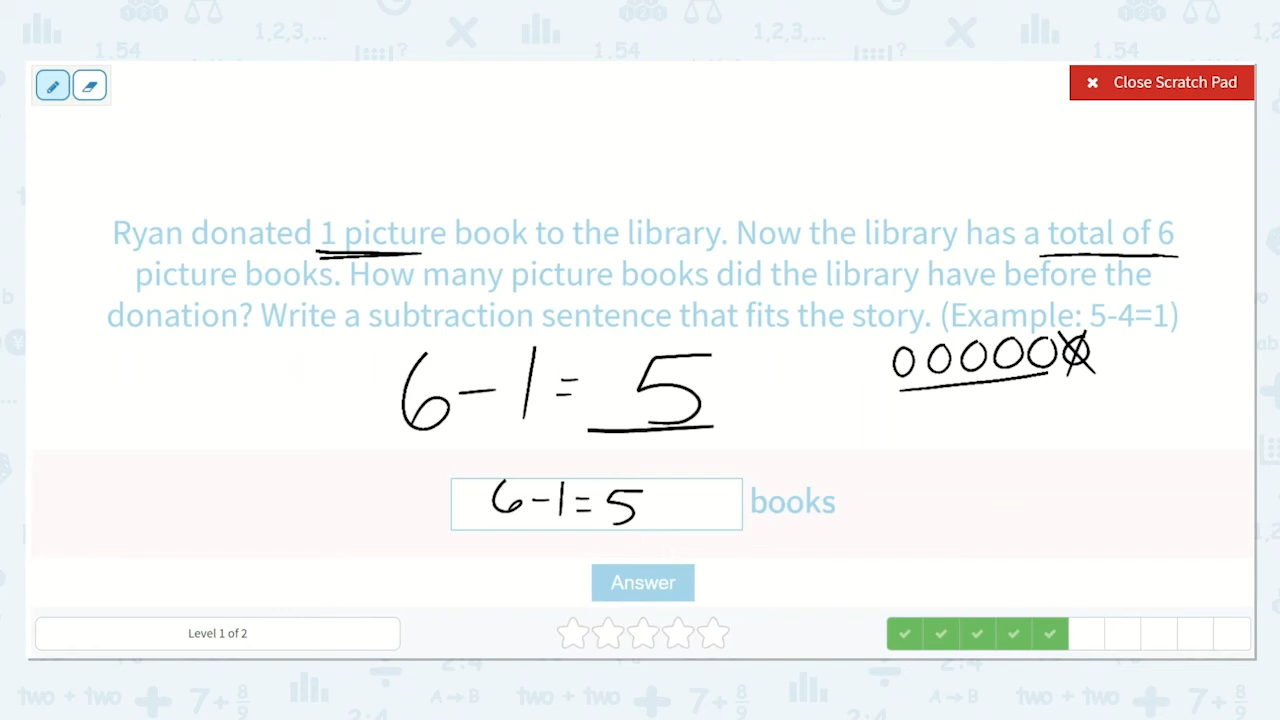 Close Scratch Pad
Ryan donated 1 picture book to the library. Now the library has a total of 6
picture books. How many picture books did the library have before the
donation? Write a subtraction sentence that fits the story. (Example: 5-4=1)
6-1= 5
6-1=5 books
Answer
Level 1 of 2